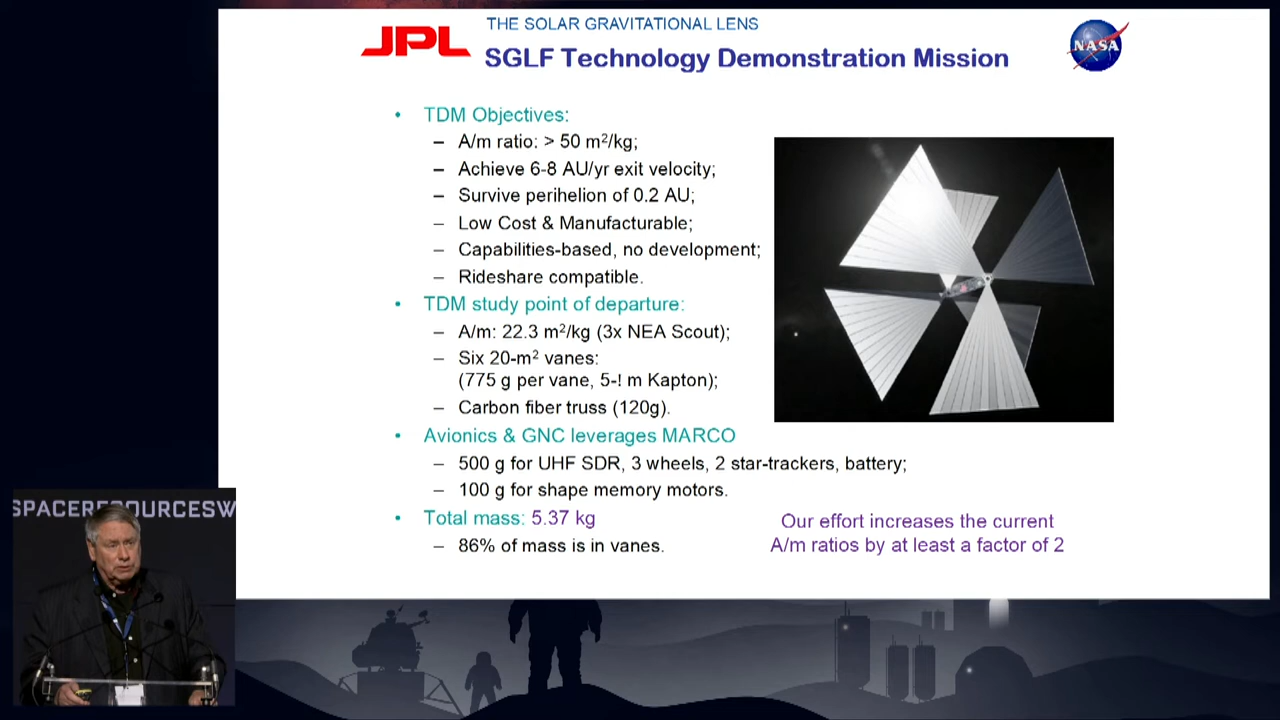 THE SOLAR GRAVITATIONAL LENS
JPL
SGLF Technology Demonstration Mission
NASA
• TDM Objectives:
– A/m ratio: > 50 m²/kg;
– Achieve 6-8 AU/yr exit velocity;
– Survive perihelion of 0.2 AU;
– Low Cost & Manufacturable;
– Capabilities-based, no development;
– Rideshare compatible.
• TDM study point of departure:
– A/m: 22.3 m²/kg (3x NEA Scout);
– Six 20-m² vanes:
(775 g per vane, 5-! m Kapton);
– Carbon fiber truss (120g).
• Avionics & GNC leverages MARCO
– 500 g for UHF SDR, 3 wheels, 2 star-trackers, battery;
– 100 g for shape memory motors.
• Total mass: 5.37 kg
– 86% of mass is in vanes.
Our effort increases the current
A/m ratios by at least a factor of 2
SPACERESOURCESW